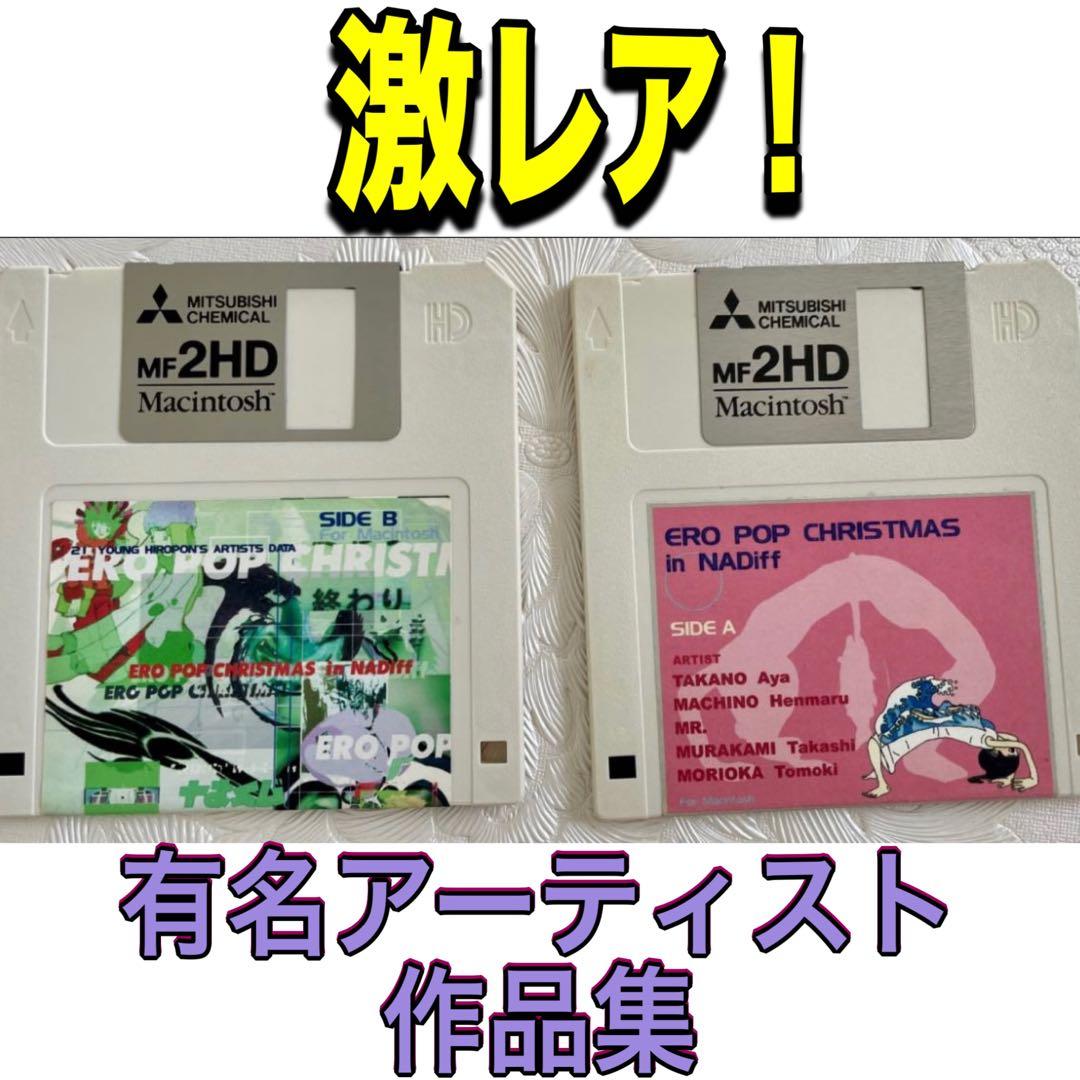 激レア！
MITSUBISHI
CHEMICAL
MF2HD
Macintosh
HD
SIDE B
For Macintosh
21 YOUNG HIROPON'S ARTISTS DATA
ERO POP CHRISTM
終わり
ERO POP CHRISTMAS in NADiff
ERO POP CHRISTMAS
ERO POP
MITSUBISHI
CHEMICAL
MF2HD
Macintosh
HD
ERO POP CHRISTMAS
in NADiff
SIDE A
ARTIST
TAKANO Aya
MACHINO Henmaru
MR.
MURAKAMI Takashi
MORIOKA Tomoki
For Macintosh
有名アーティスト
作品集